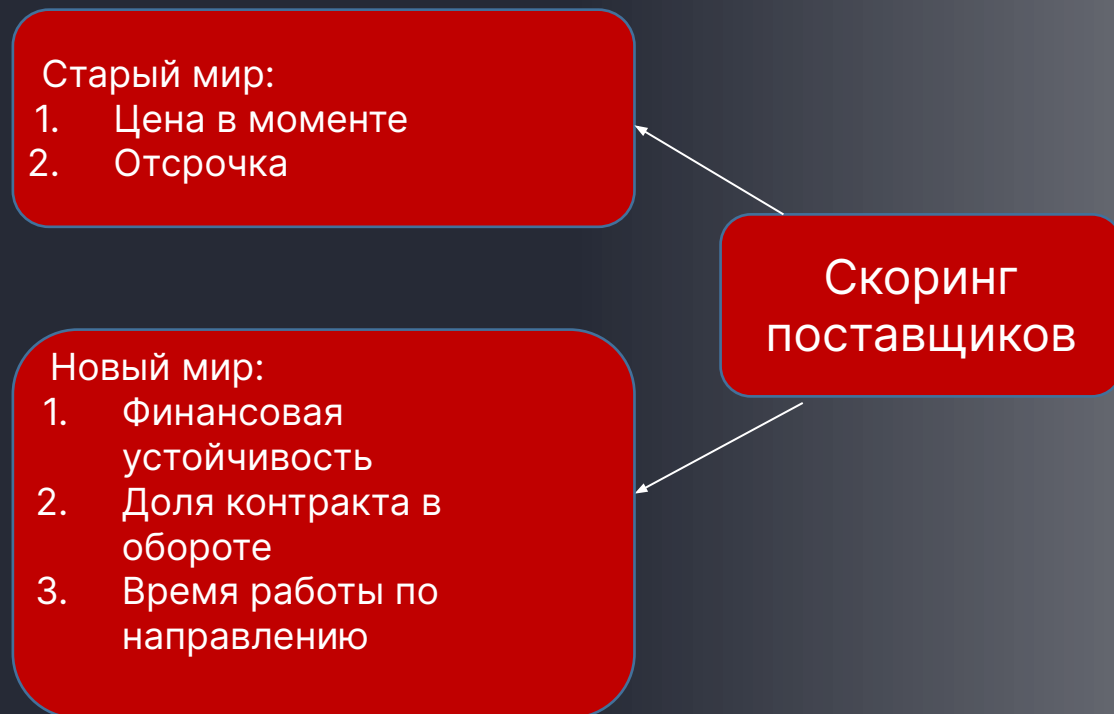 Старый мир:
1. Цена в моменте
2. Отсрочка
Скоринг
поставщиков
Новый мир:
1. Финансовая
устойчивость
2. Доля контракта в
обороте
3. Время работы по
направлению